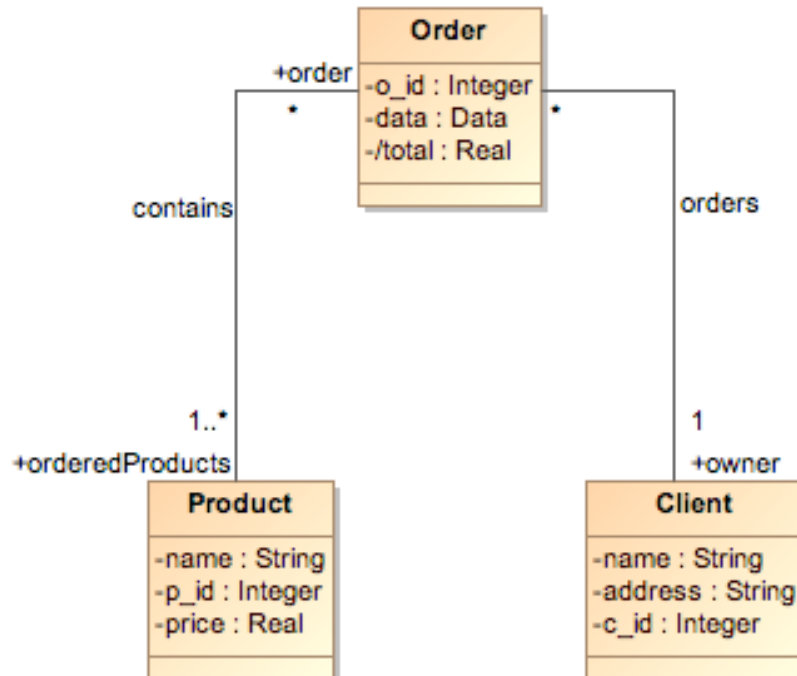 Order
+order
-o_id : Integer
*
-data : Data
*
-/total : Real
contains
orders
1..*
1
+orderedProducts
+owner
Product
Client
-name : String
-p_id : Integer
-price : Real
-name : String
-address : String
-c_id : Integer